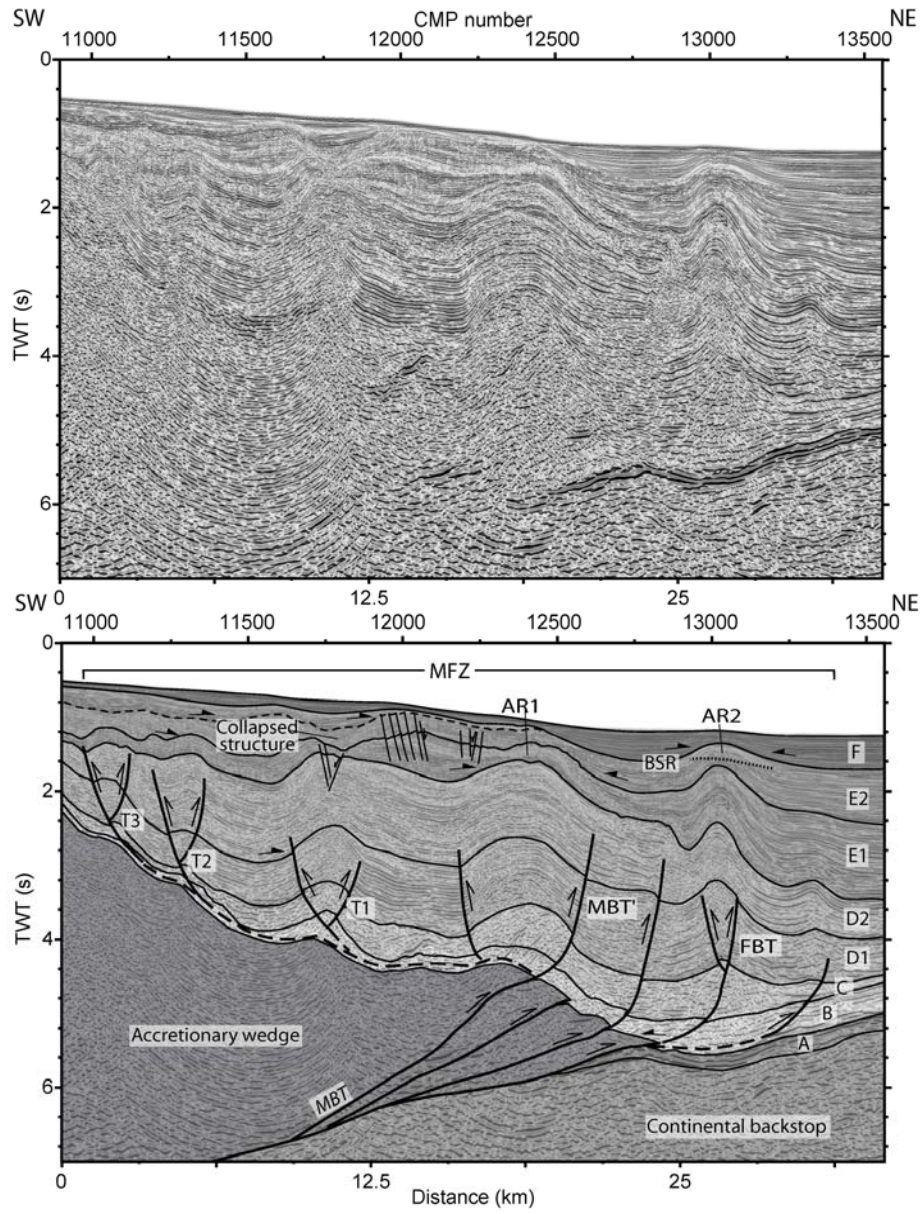 SW CMP number NE
11000 11500 12000 12500 13000 13500
0
2
TWT (s)
4
6
0 12.5 25
SW NE
11000 11500 12000 12500 13000 13500
0
MFZ
AR1 AR2
Collapsed
structure
F
BSR
2
E2
T3
E1
T2
TWT (s)
T1
MBT'
D2
4
FBT
D1
C
B
Accretionary wedge
A
MBT
6
Continental backstop
0 12.5 25
Distance (km)